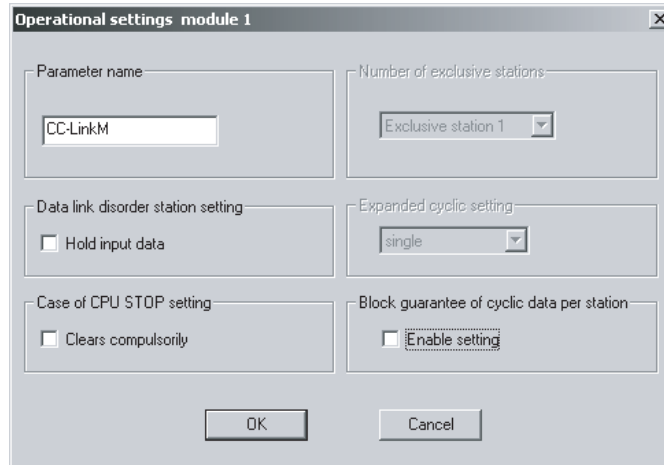 Operational settings module 1
Parameter name
CC-LinkM
Number of exclusive stations
Exclusive station 1
Data link disorder station setting
Hold input data
Expanded cyclic setting
single
Case of CPU STOP setting
Clears compulsorily
Block guarantee of cyclic data per station
Enable setting
OK
Cancel